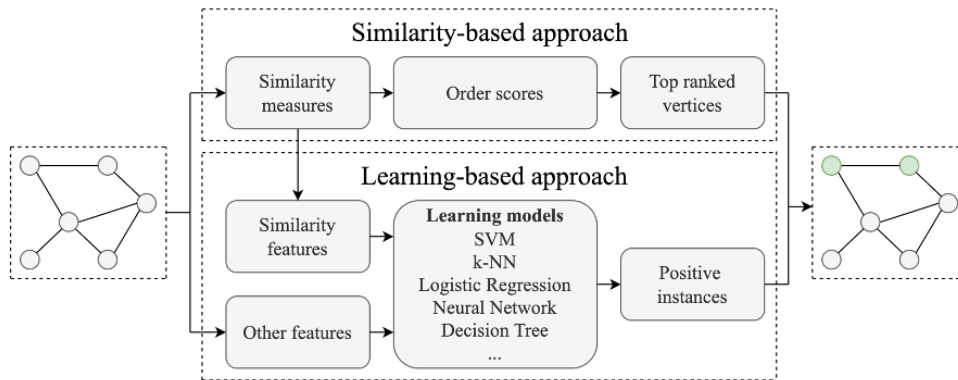 Similarity-based approach
Similarity
measures
Order scores
Top ranked
vertices
Learning-based approach
Similarity
features
Other features
Learning models
SVM
k-NN
Logistic Regression
Neural Network
Decision Tree
...
Positive
instances